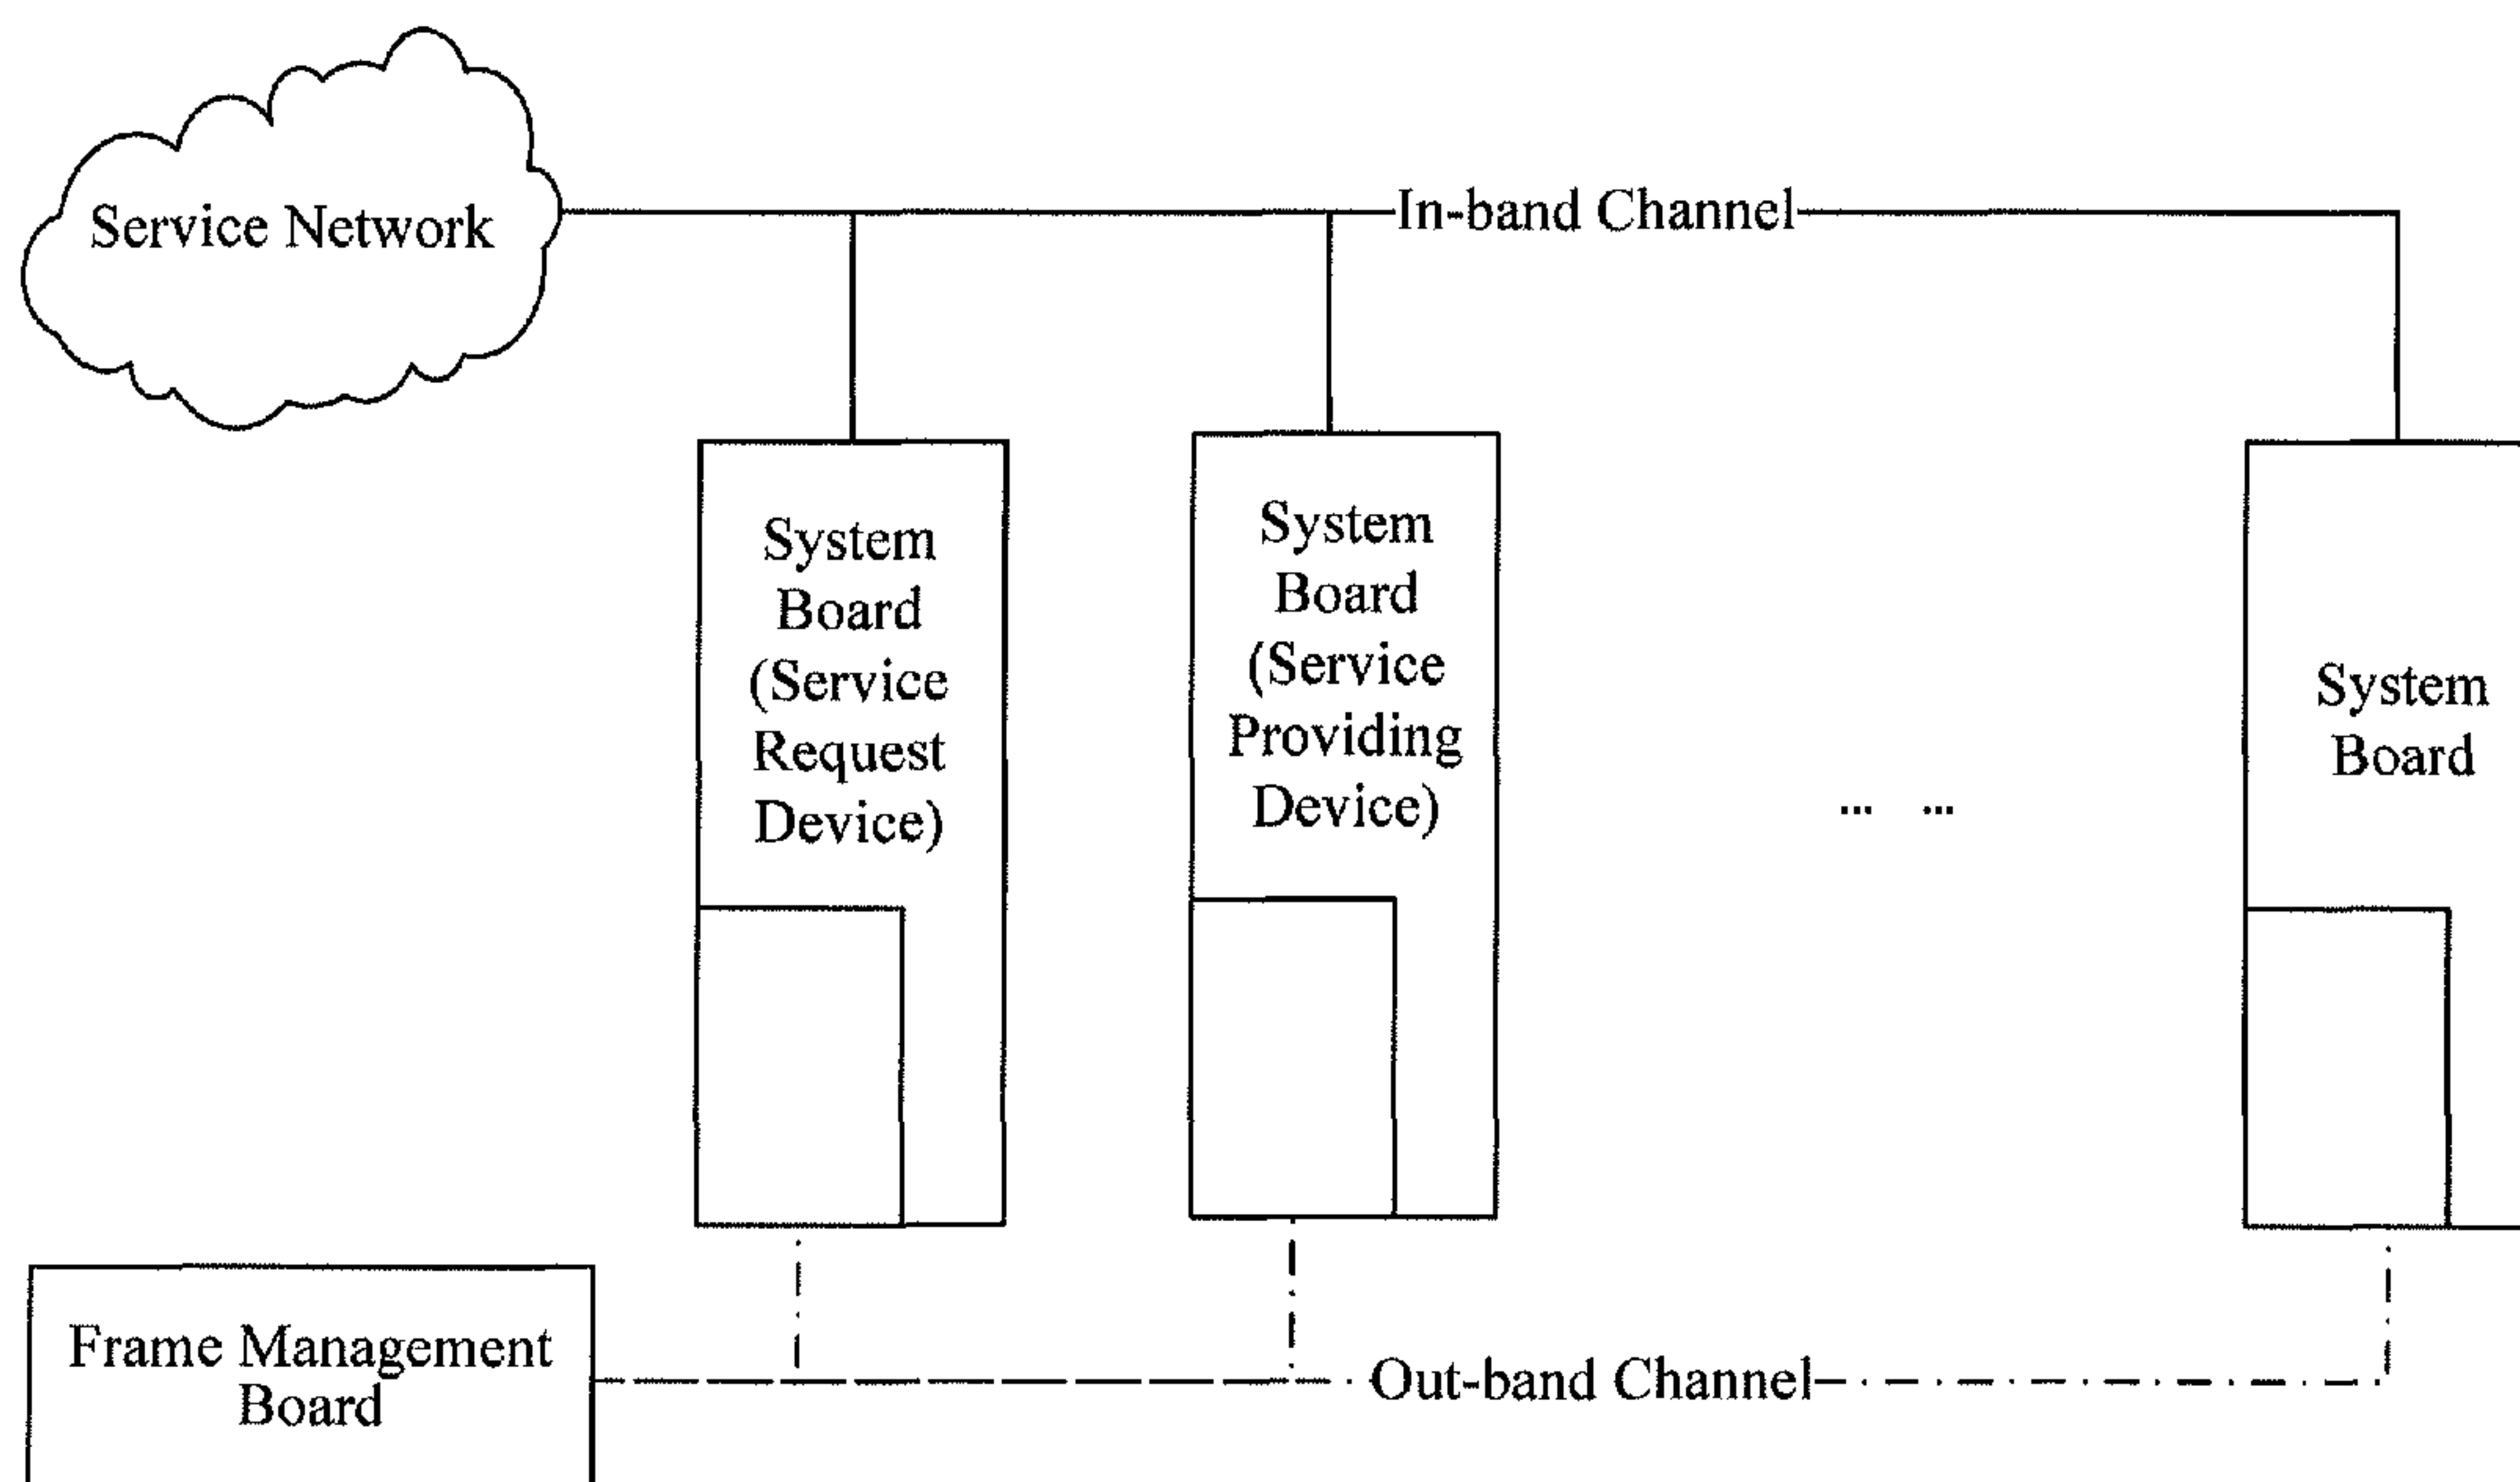 Service Network
In-band Channel
System
Board
(Service
Request
Device)
System
Board
(Service
Providing
Device)
... ...
System
Board
Frame Management
Board
Out-band Channel